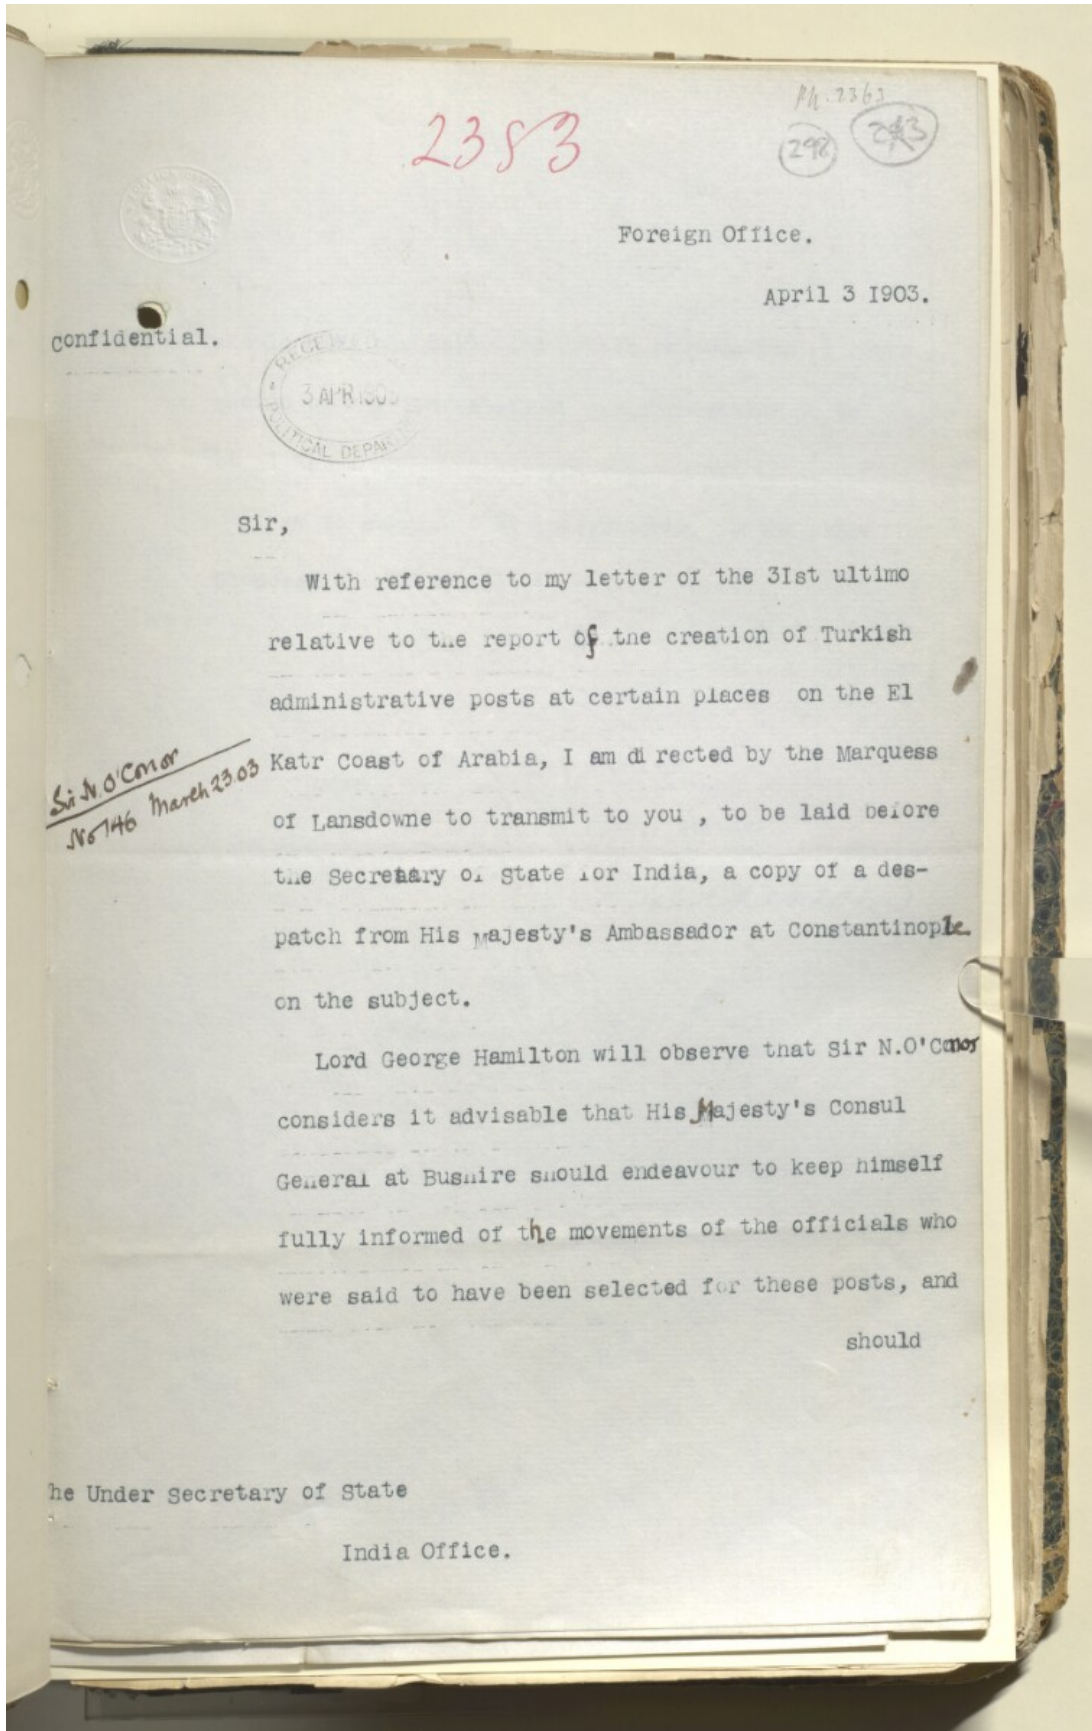 2383
298
Foreign Office.
April 3 1903.
Confidential.
RECEIVED
3 APR 1903
POLITICAL DEPARTMENT
Sir,
With reference to my letter of the 31st ultimo
relative to the report of the creation of Turkish
administrative posts at certain places on the El
Katr Coast of Arabia, I am directed by the Marquess
of Lansdowne to transmit to you , to be laid before
the Secretary of State for India, a copy of a des-
patch from His Majesty's Ambassador at Constantinople
on the subject.
Sir N. O'Conor
No 146 March 23.03
Lord George Hamilton will observe that Sir N.O'Conor
considers it advisable that His Majesty's Consul
General at Bushire should endeavour to keep himself
fully informed of the movements of the officials who
were said to have been selected for these posts, and
should
he Under Secretary of State
India Office.